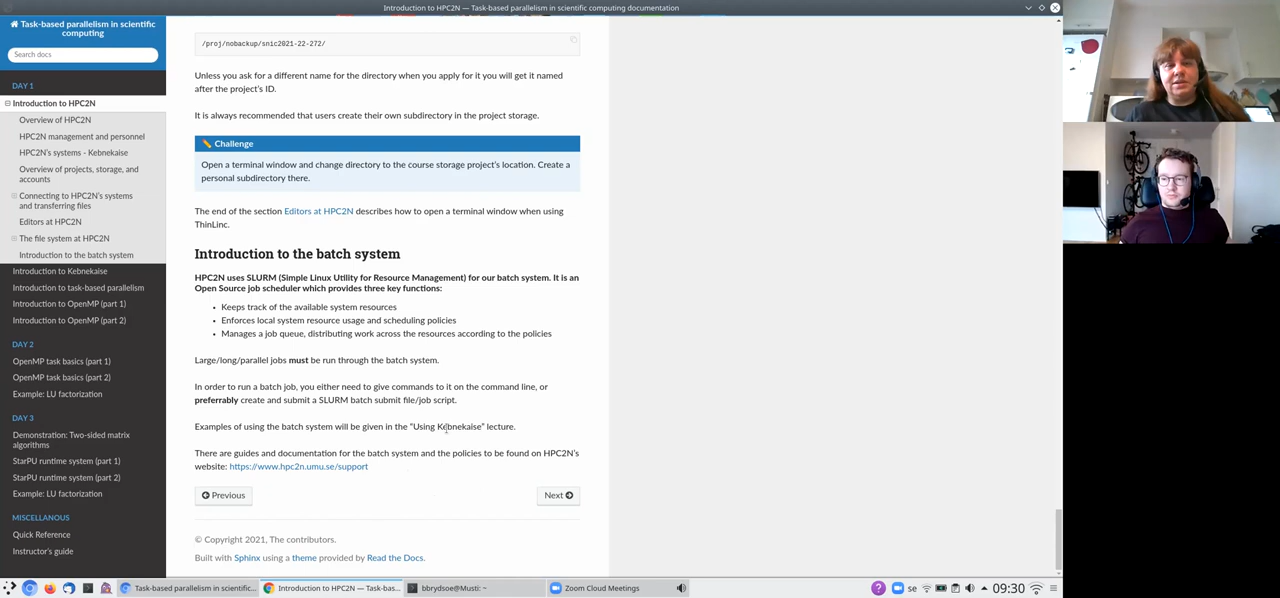 Introduction to HPC2N — Task-based parallelism in scientific computing documentation
Task-based parallelism in scientific
computing
Search docs
DAY 1
Introduction to HPC2N
Overview of HPC2N
HPC2N management and personnel
HPC2N's systems - Kebnekaise
Overview of projects, storage, and
accounts
Connecting to HPC2N's systems
and transferring files
Editors at HPC2N
The file system at HPC2N
Introduction to the batch system
Introduction to Kebnekaise
Introduction to task-based parallelism
Introduction to OpenMP (part 1)
Introduction to OpenMP (part 2)
DAY 2
OpenMP task basics (part 1)
OpenMP task basics (part 2)
Example: LU factorization
DAY 3
Demonstration: Two-sided matrix
algorithms
StarPU runtime system (part 1)
StarPU runtime system (part 2)
Example: LU factorization
MISCELLANEOUS
Quick Reference
Instructor's guide
/proj/nobackup/snic2021-22-272/
Unless you ask for a different name for the directory when you apply for it you will get it named
after the project's ID.
It is always recommended that users create their own subdirectory in the project storage.
Challenge
Open a terminal window and change directory to the course storage project's location. Create a
personal subdirectory there.
The end of the section Editors at HPC2N describes how to open a terminal window when using
ThinLinc.
Introduction to the batch system
HPC2N uses SLURM (Simple Linux Utility for Resource Management) for our batch system. It is an
Open Source job scheduler which provides three key functions:
• Keeps track of the available system resources
• Enforces local system resource usage and scheduling policies
• Manages a job queue, distributing work across the resources according to the policies
Large/long/parallel jobs must be run through the batch system.
In order to run a batch job, you either need to give commands to it on the command line, or
preferrably create and submit a SLURM batch submit file/job script.
Examples of using the batch system will be given in the "Using Kebnekaise" lecture.
There are guides and documentation for the batch system and the policies to be found on HPC2N's
website: https://www.hpc2n.umu.se/support
Previous
Next
© Copyright 2021, The contributors.
Built with Sphinx using a theme provided by Read the Docs.
Task-based parallelism in scientific...
Introduction to HPC2N — Task-bas...
bbrydsoe@Musti: ~
Zoom Cloud Meetings
se
09:30